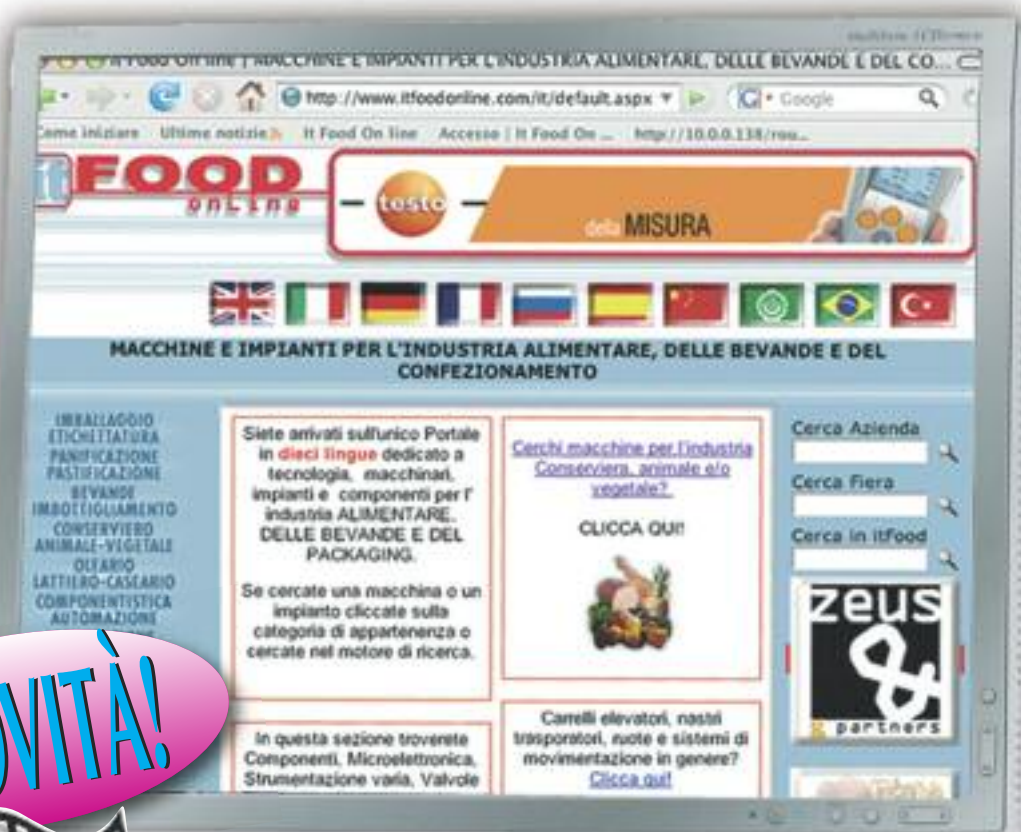 It Food On line | MACCHINE E IMPIANTI PER L'INDUSTRIA ALIMENTARE, DELLE BEVANDE E DEL CO...
http://www.itfoodonline.com/it/default.aspx
Google
Come iniziare Ultime notizie It Food On line Accesso | It Food On ... http://10.0.0.138/rou...
it FOOD
onLine
testo
della MISURA
MACCHINE E IMPIANTI PER L'INDUSTRIA ALIMENTARE, DELLE BEVANDE E DEL
CONFEZIONAMENTO
IMBALLAGGIO
ETICHETTATURA
PANIFICAZIONE
PASTIFICAZIONE
BEVANDE
IMBOTTIGLIAMENTO
CONSERVIERO
ANIMALE-VEGETALE
OLEARIO
LATTIERO-CASEARIO
COMPONENTISTICA
AUTOMAZIONE
Siete arrivati sull'unico Portale
in dieci lingue dedicato a
tecnologia, macchinari,
impianti e componenti per l'
industria ALIMENTARE,
DELLE BEVANDE E DEL
PACKAGING.
Se cercate una macchina o un
impianto cliccate sulla
categoria di appartenenza o
cercate nel motore di ricerca.
In questa sezione troverete
Componenti, Microelettronica,
Strumentazione varia, Valvole
Cerchi macchine per l'industria
Conserviera, animale e/o
vegetale?
CLICCA QUI!
Carrelli elevatori, nastri
trasporatori, ruote e sistemi di
movimentazione in genere?
Clicca qui!
Cerca Azienda
Cerca Fiera
Cerca in itfood
zeus
&
partners
OVITÀ!